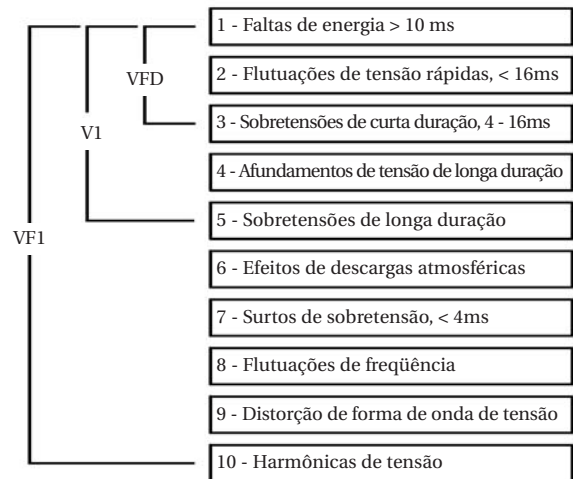 1 - Faltas de energia > 10 ms
2 - Flutuações de tensão rápidas, < 16ms
VFD
3 - Sobretensões de curta duração, 4 - 16ms
V1
4 - Afundamentos de tensão de longa duração
5 - Sobretensões de longa duração
VF1
6 - Efeitos de descargas atmosféricas
7 - Surtos de sobretensão, < 4ms
8 - Flutuações de freqüência
9 - Distorção de forma de onda de tensão
10 - Harmônicas de tensão